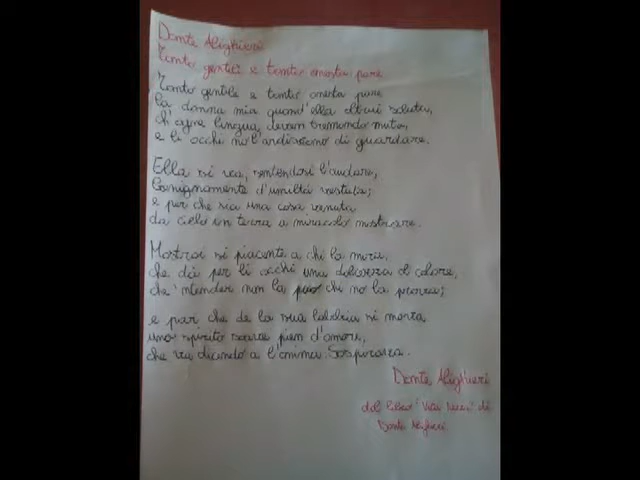 Dante Alighieri
Tanto gentile e tanto onesta pare
Tanto gentile e tanto onesta pare
la donna mia quand'ella altrui saluta,
ch'ogne lingua, deven tremando muta,
e li occhi no l'ardiscono di guardare.
Ella si va, sentendosi laudare,
benignamente d'umiltà vestuta;
e par che sia una cosa venuta
da cielo in terra a miracolo mostrare.
Mostrasi sì piacente a chi la mira,
che dà per li occhi una dolcezza al core,
che 'ntender non la può chi no la prova;
e par che de la sua labbia si mova
uno spirito soave pien d'amore,
che va dicendo a l'anima: Sospira.
Dante Alighieri
dal libro "Vita" di
Dante Alighieri